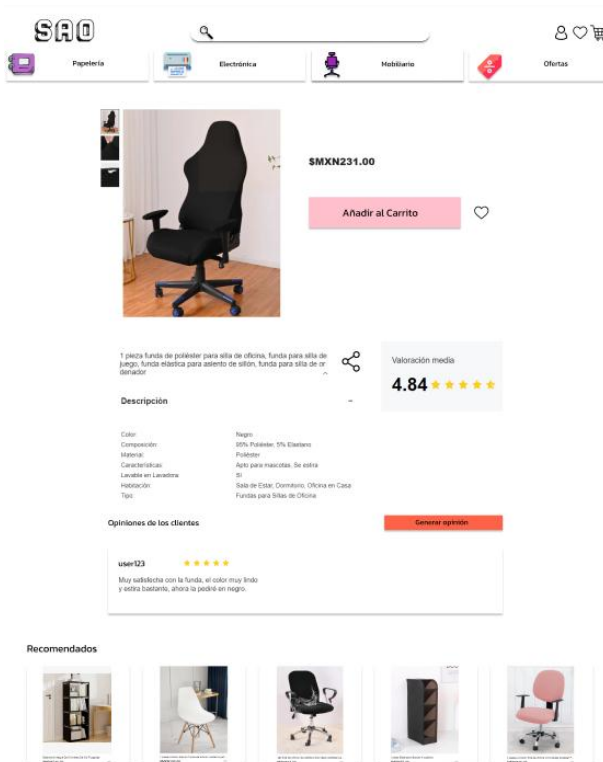 SAO
Papelería
Electrónica
Mobiliario
Ofertas
$MXN231.00
Añadir al Carrito
1 pieza funda de poliéster para silla de oficina, funda para silla de
juego, funda elástica para asiento de sillón, funda para silla de or
denador
Valoración media
4.84
Descripción
Color: Negro
Composición: 95% Poliéster, 5% Elastano
Material: Poliéster
Características: Apto para mascotas, Se estira
Lavable en Lavadora: Sí
Habitación: Sala de Estar, Dormitorio, Oficina en Casa
Tipo: Fundas para Sillas de Oficina
Opiniones de los clientes
Generar opinión
user123
Muy satisfecha con la funda, el color muy lindo
y estira bastante, ahora la pediré en negro.
Recomendados